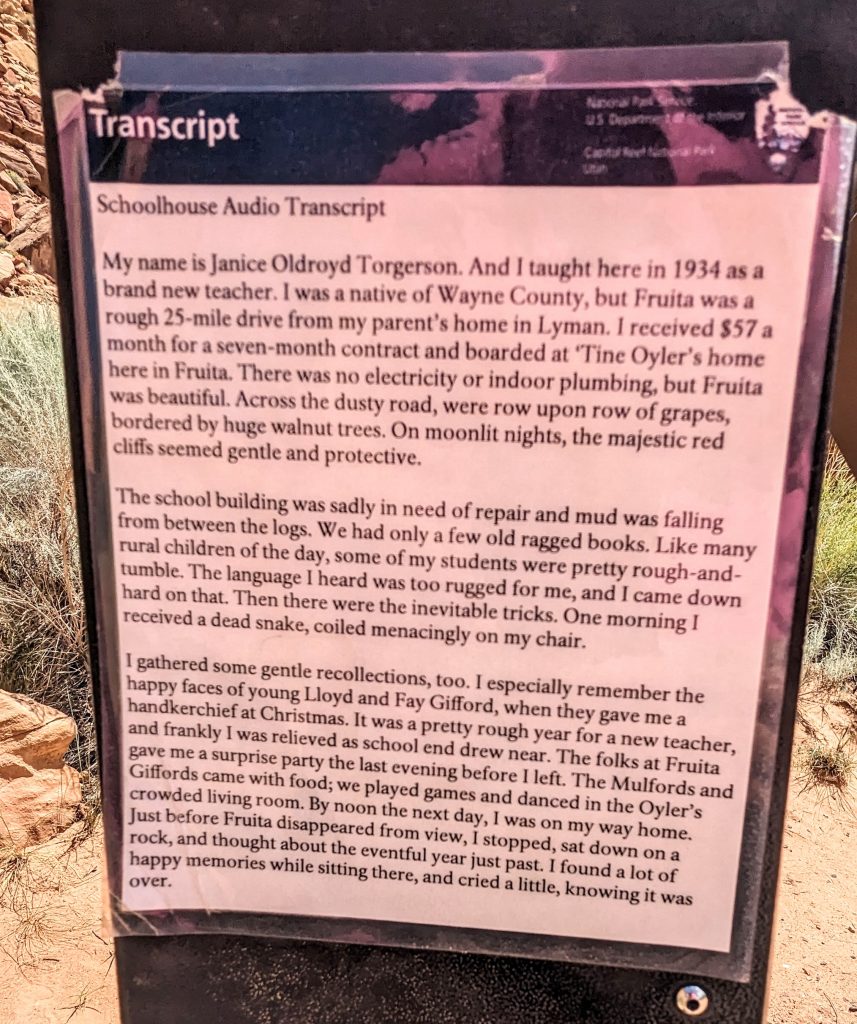 Transcript
National Park Service
U.S. Department of the Interior
Capitol Reef National Park
Utah
Schoolhouse Audio Transcript
My name is Janice Oldroyd Torgerson. And I taught here in 1934 as a
brand new teacher. I was a native of Wayne County, but Fruita was a
rough 25-mile drive from my parent's home in Lyman. I received $57 a
month for a seven-month contract and boarded at ‘Tine Oyler's home
here in Fruita. There was no electricity or indoor plumbing, but Fruita
was beautiful. Across the dusty road, were row upon row of grapes,
bordered by huge walnut trees. On moonlit nights, the majestic red
cliffs seemed gentle and protective.
The school building was sadly in need of repair and mud was falling
from between the logs. We had only a few old ragged books. Like many
rural children of the day, some of my students were pretty rough-and-
tumble. The language I heard was too rugged for me, and I came down
hard on that. Then there were the inevitable tricks. One morning I
received a dead snake, coiled menacingly on my chair.
I gathered some gentle recollections, too. I especially remember the
happy faces of young Lloyd and Fay Gifford, when they gave me a
handkerchief at Christmas. It was a pretty rough year for a new teacher,
and frankly I was relieved as school end drew near. The folks at Fruita
gave me a surprise party the last evening before I left. The Mulfords and
Giffords came with food; we played games and danced in the Oyler's
crowded living room. By noon the next day, I was on my way home.
Just before Fruita disappeared from view, I stopped, sat down on a
rock, and thought about the eventful year just past. I found a lot of
happy memories while sitting there, and cried a little, knowing it was
over.